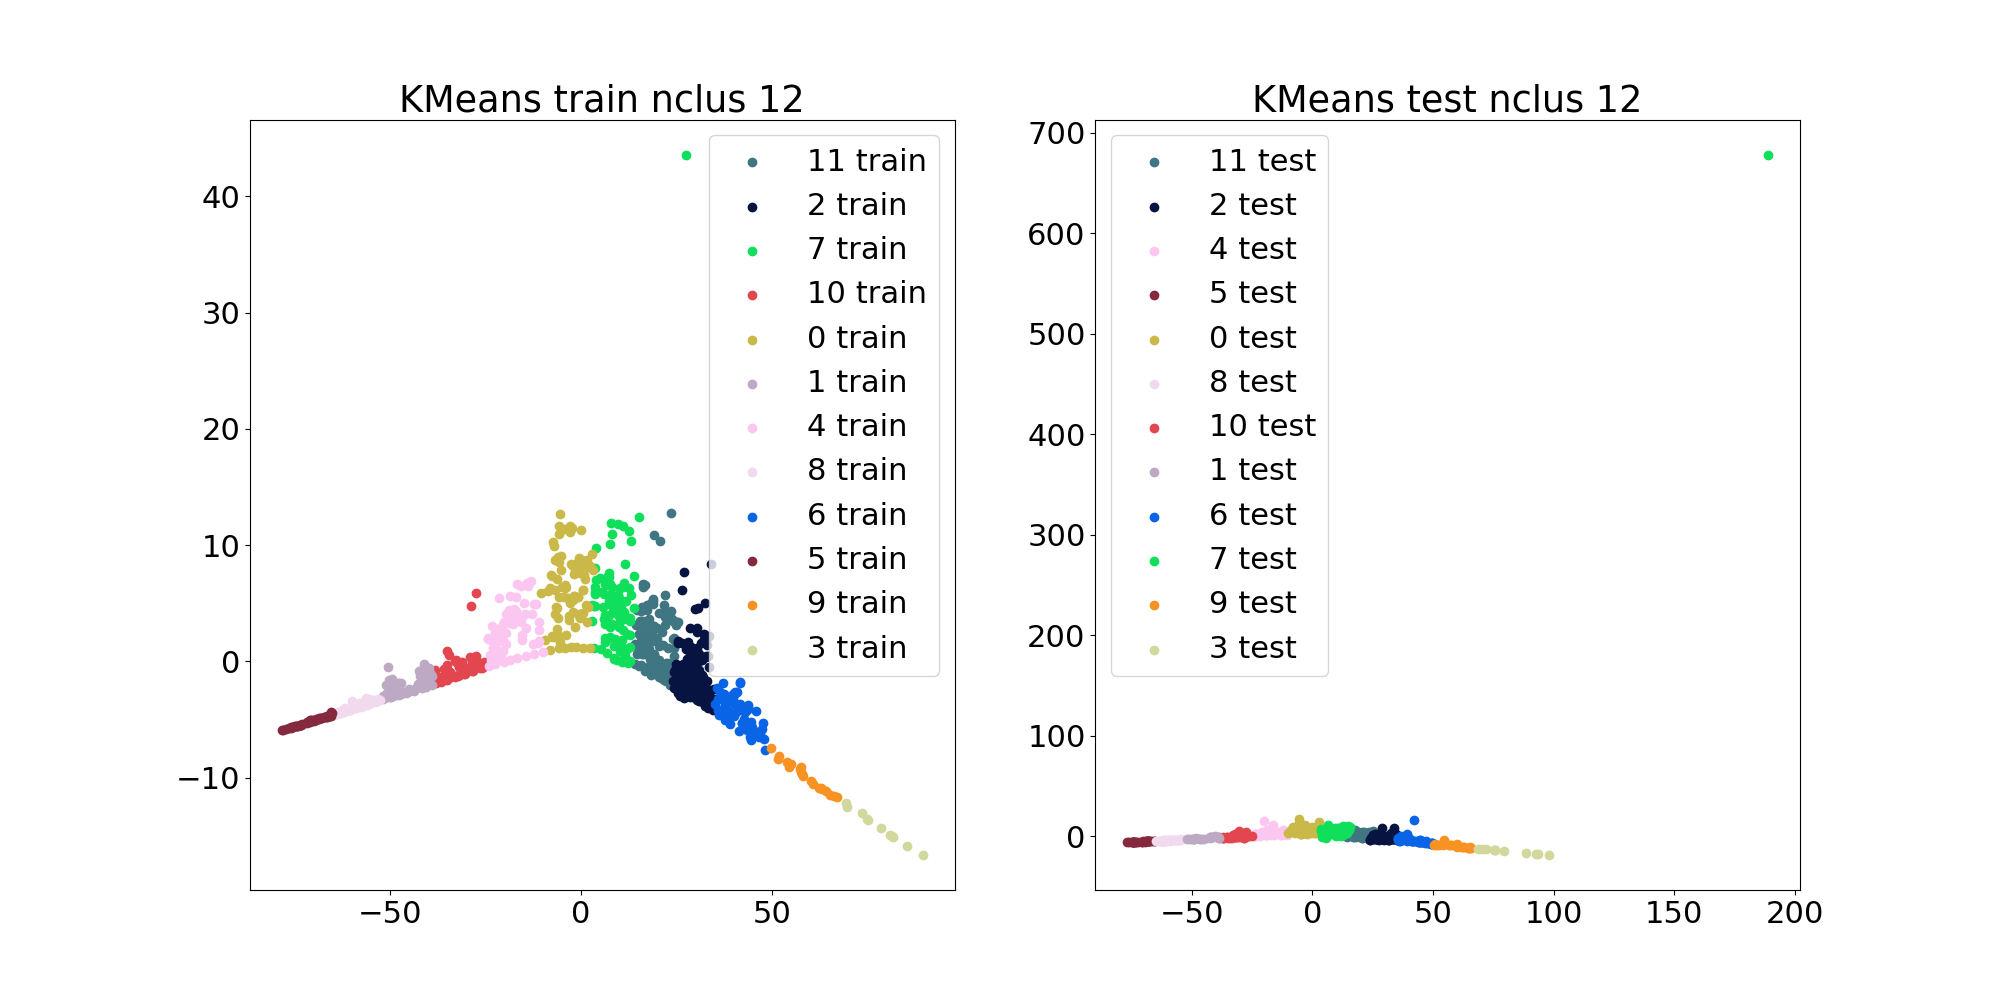 KMeans train nclus 12
40
30
20
10
0
−10
−50
0
50
11 train
2 train
7 train
10 train
0 train
1 train
4 train
8 train
6 train
5 train
9 train
3 train
KMeans test nclus 12
700
600
500
400
300
200
100
0
−50
0
50
100
150
200
11 test
2 test
4 test
5 test
0 test
8 test
10 test
1 test
6 test
7 test
9 test
3 test